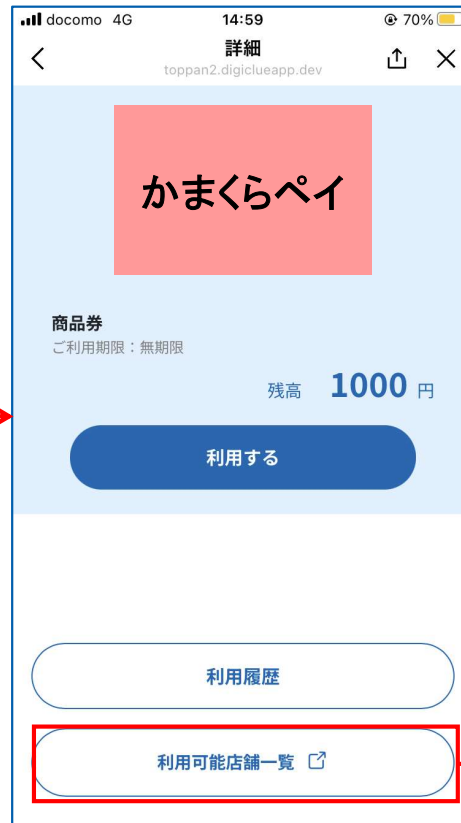 docomo 4G 14:59 70%
詳細
toppan2.digiclueapp.dev
かまくらペイ
商品券
ご利用期限：無期限
残高 1000 円
利用する
利用履歴
利用可能店舗一覧